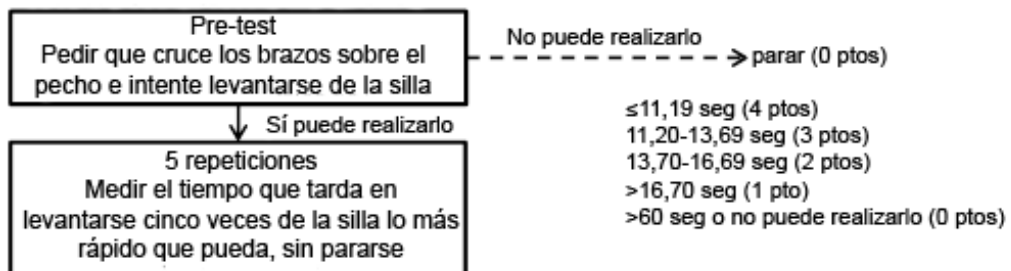 Pre-test
Pedir que cruce los brazos sobre el
pecho e intente levantarse de la silla
No puede realizarlo
parar (0 ptos)
Sí puede realizarlo
5 repeticiones
Medir el tiempo que tarda en
levantarse cinco veces de la silla lo más
rápido que pueda, sin pararse
≤11,19 seg (4 ptos)
11,20-13,69 seg (3 ptos)
13,70-16,69 seg (2 ptos)
>16,70 seg (1 pto)
>60 seg o no puede realizarlo (0 ptos)